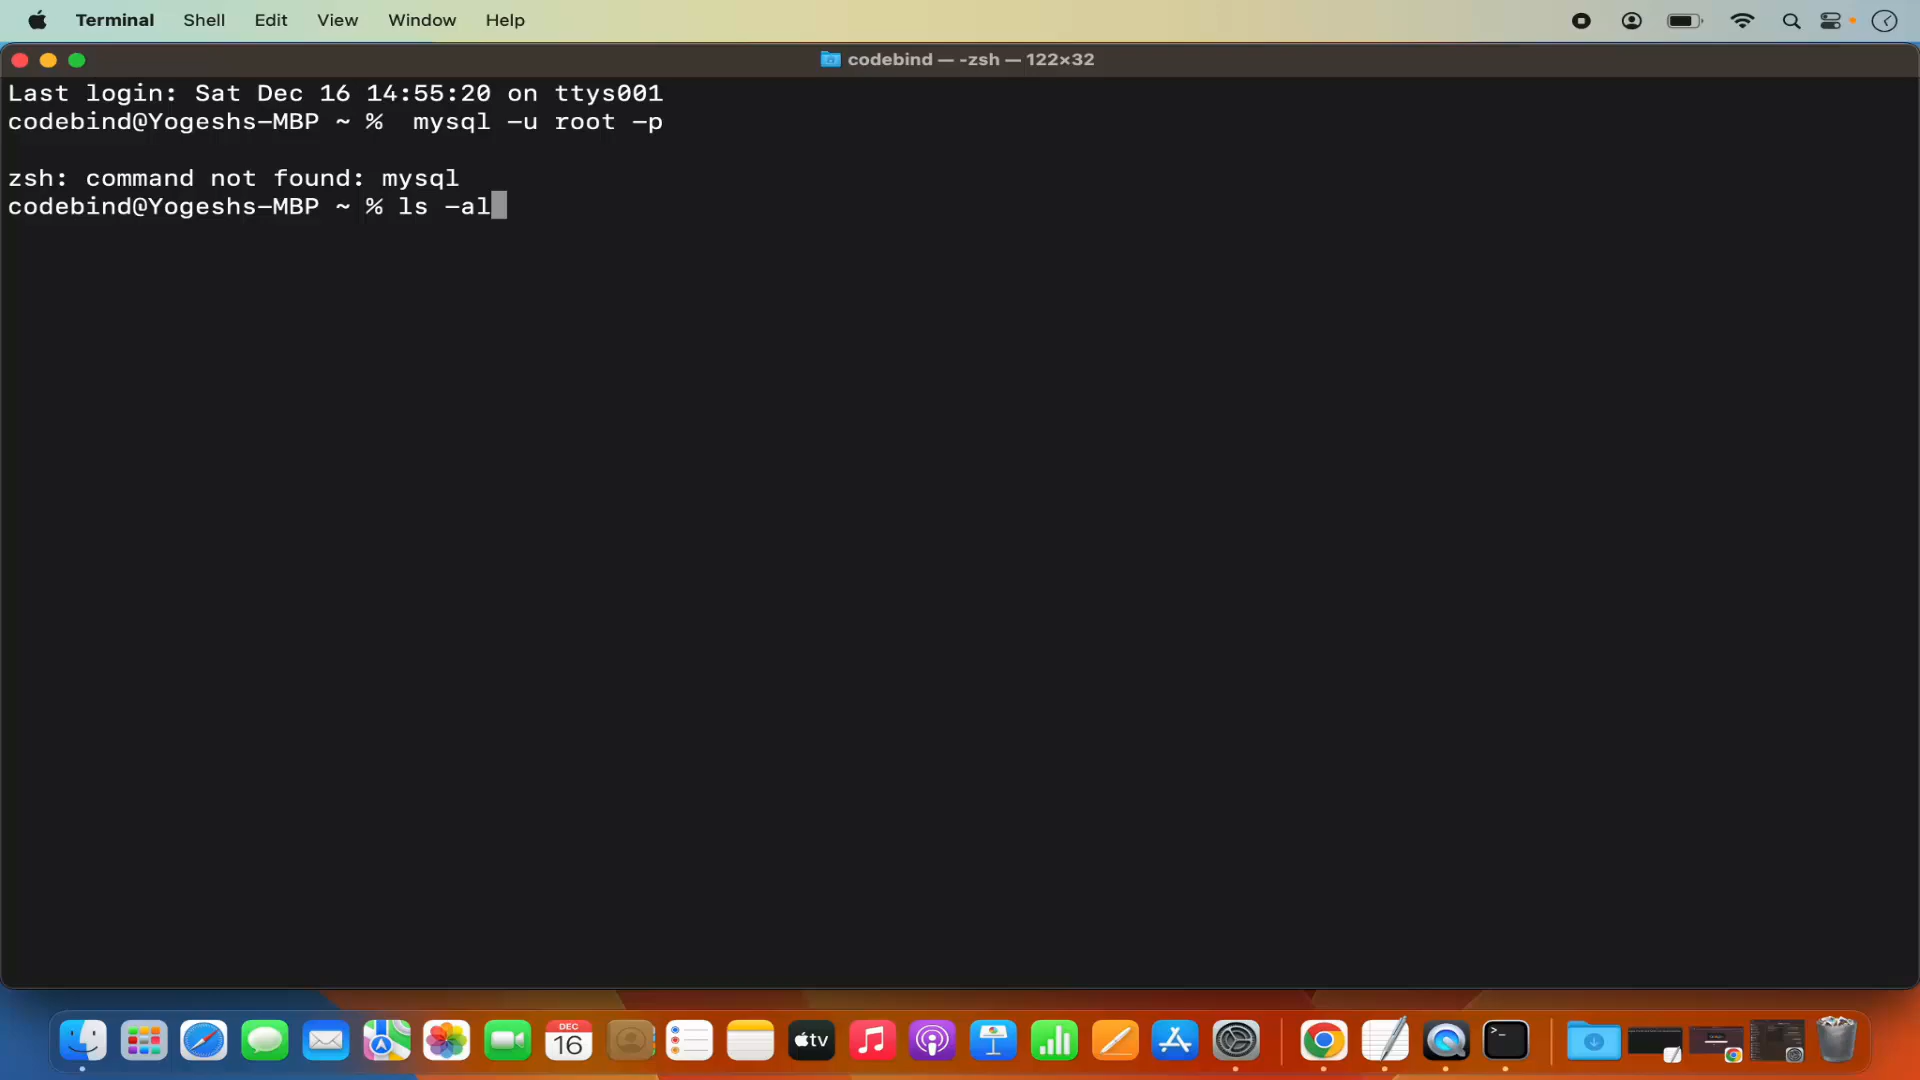 Terminal Shell Edit View Window Help
codebind — -zsh — 122×32
Last login: Sat Dec 16 14:55:20 on ttys001
codebind@Yogeshs-MBP ~ %  mysql -u root -p
zsh: command not found: mysql
codebind@Yogeshs-MBP ~ % ls -al
DEC
16
tv
>_